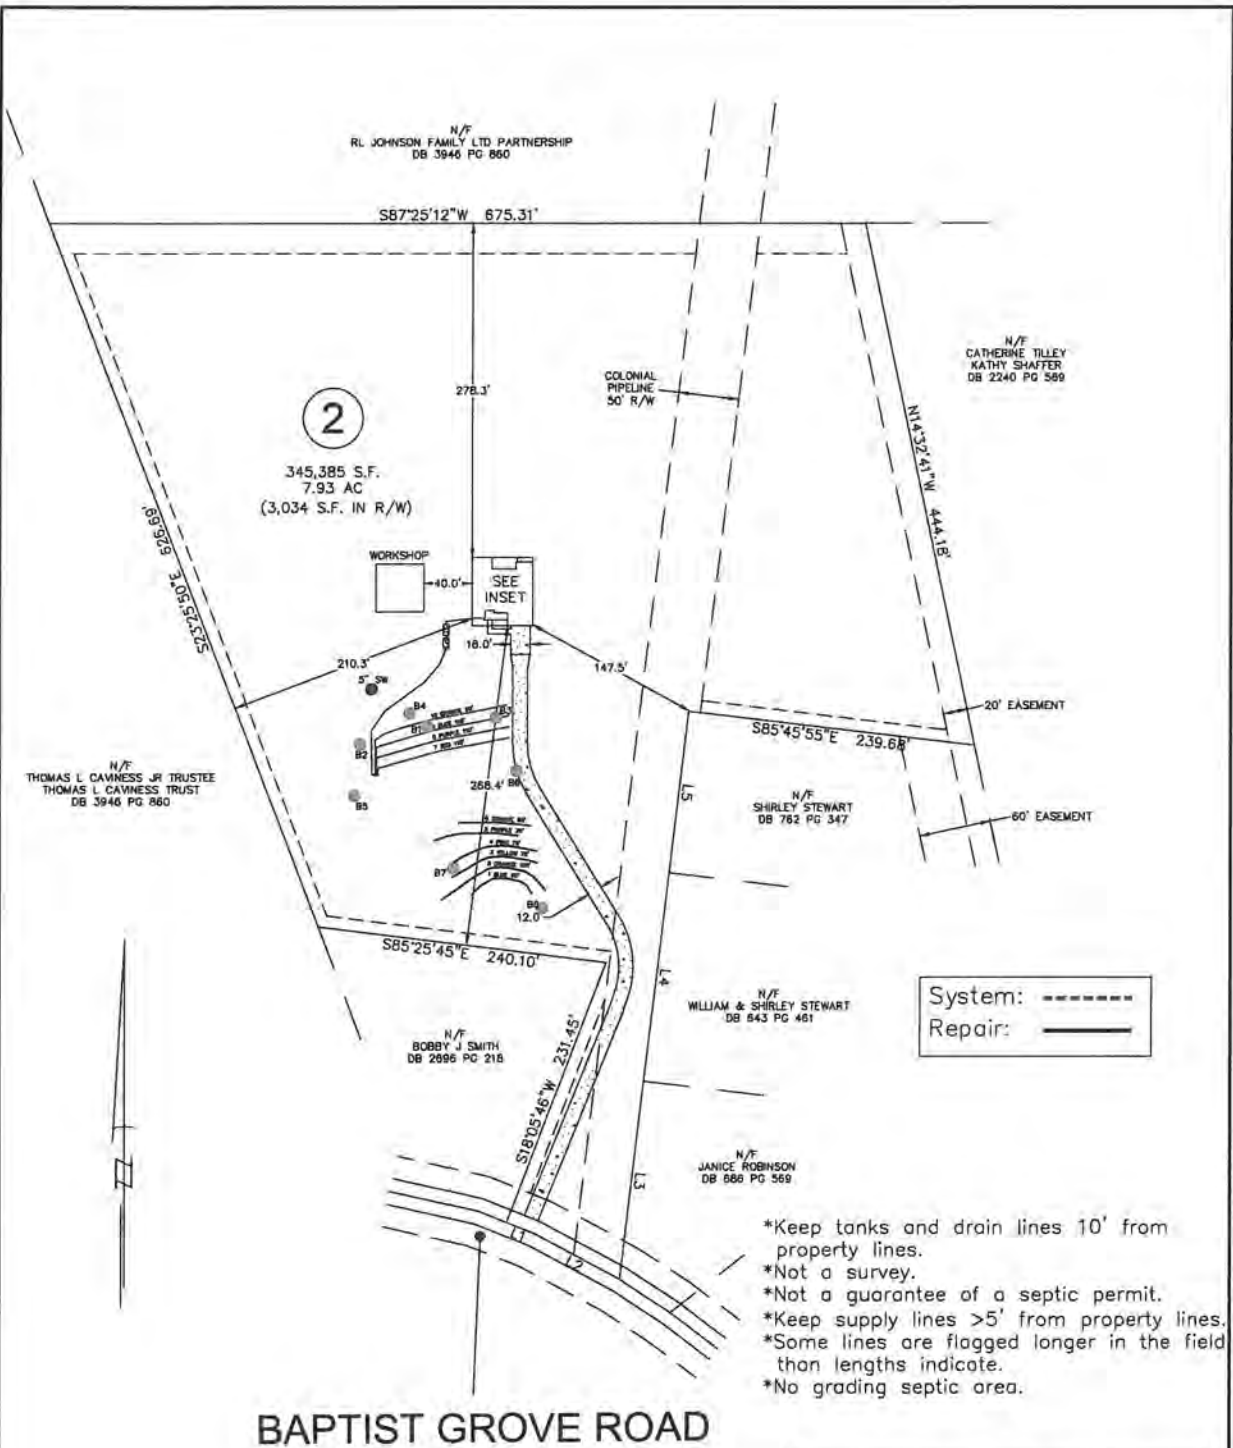 N/F
RL JOHNSON FAMILY LTD PARTNERSHIP
DB 3946 PG 860
S87°25'12"W 675.31'
N/F
CATHERINE TILLEY
KATHY SHAFFER
DB 2240 PG 569
COLONIAL
PIPELINE
50' R/W
278.3'
2
345,385 S.F.
7.93 AC
(3,034 S.F. IN R/W)
N14°32'41"W 444.18'
S23°25'50"E 626.69'
WORKSHOP
40.0'
SEE
INSET
18.0'
210.3'
147.5'
5" SW
B4
B1
B3
B2
20' EASEMENT
S85°45'55"E 239.68'
N/F
THOMAS L CAVINESS JR TRUSTEE
THOMAS L CAVINESS TRUST
DB 3946 PG 860
268.4'
B6
B5
L5
N/F
SHIRLEY STEWART
DB 762 PG 347
60' EASEMENT
B7
12.0
S85°25'45"E 240.10'
L4
N/F
WILLIAM & SHIRLEY STEWART
DB 643 PG 461
System:
Repair:
N/F
BOBBY J SMITH
DB 2696 PG 218
S18°05'46"W 231.45'
N/F
JANICE ROBINSON
DB 686 PG 569
L3
L1
L2
*Keep tanks and drain lines 10' from
property lines.
*Not a survey.
*Not a guarantee of a septic permit.
*Keep supply lines >5' from property lines.
*Some lines are flagged longer in the field
than lengths indicate.
*No grading septic area.
BAPTIST GROVE ROAD